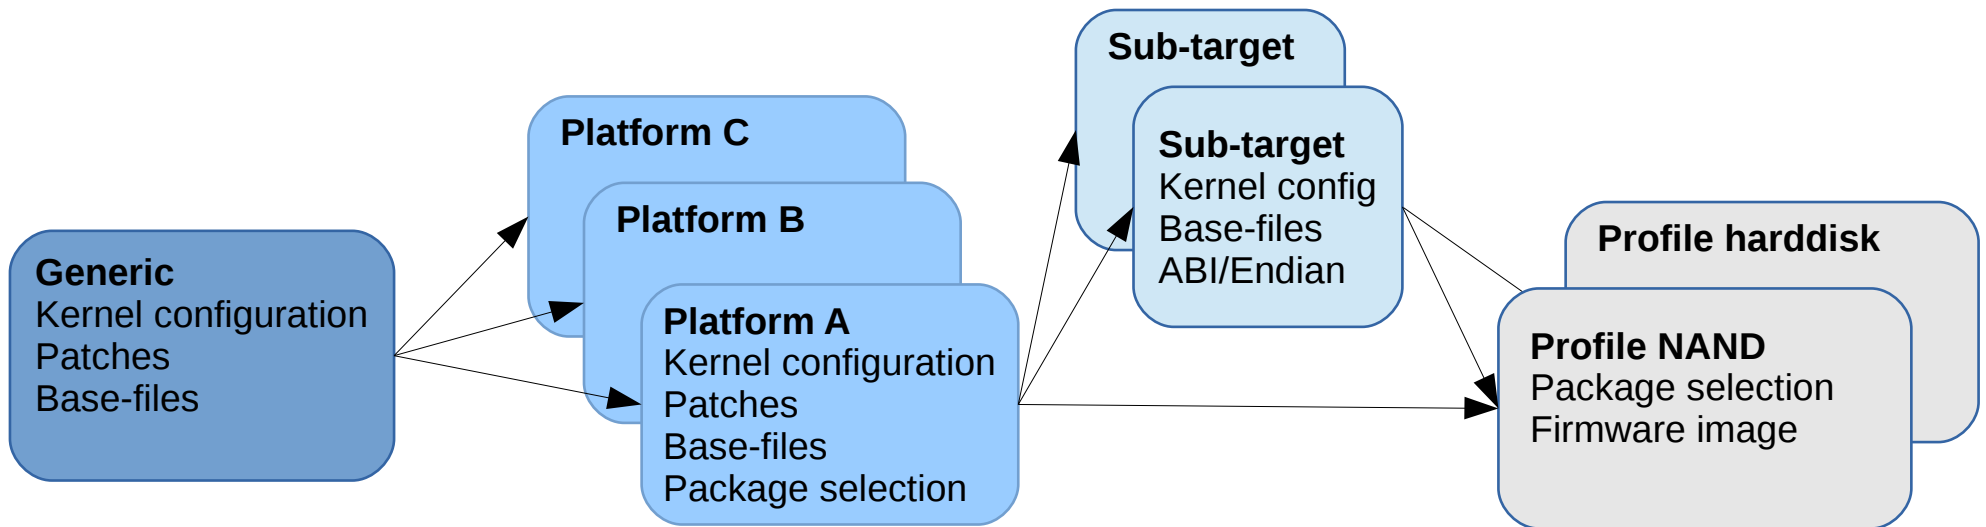 Generic
Kernel configuration
Patches
Base-files
Platform C
Platform B
Platform A
Kernel configuration
Patches
Base-files
Package selection
Sub-target
Sub-target
Kernel config
Base-files
ABI/Endian
Profile harddisk
Profile NAND
Package selection
Firmware image